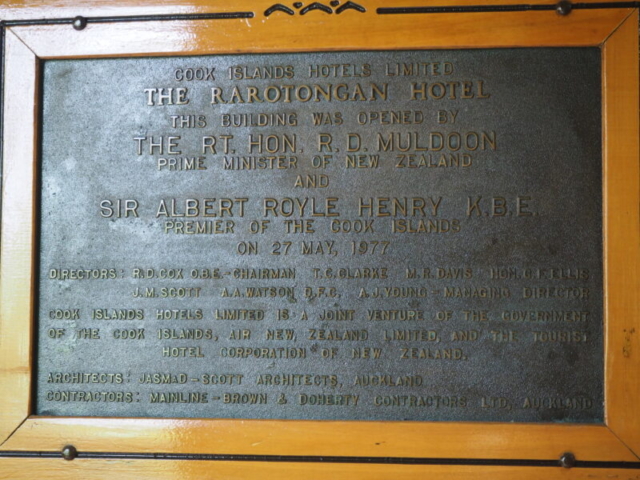 COOK ISLANDS HOTELS LIMITED
THE RAROTONGAN HOTEL
THIS BUILDING WAS OPENED BY
THE RT. HON. R. D. MULDOON
PRIME MINISTER OF NEW ZEALAND
AND
SIR ALBERT ROYLE HENRY K.B.E.
PREMIER OF THE COOK ISLANDS
ON 27 MAY, 1977
DIRECTORS: R.D.COX O.B.E.-CHAIRMAN T.C.CLARKE M.R.DAVIS HON. ELLIS
J.M.SCOTT A.A.WATSON D.F.C. A.J.YOUNG-MANAGING DIRECTOR
COOK ISLANDS HOTELS LIMITED IS A JOINT VENTURE OF THE GOVERNMENT
OF THE COOK ISLANDS, AIR NEW, ZEALAND LIMITED, AND THE TOURIST
HOTEL CORPORATION OF NEW ZEALAND.
ARCHITECTS: JASMAD-SCOTT ARCHITECTS, AUCKLAND
CONTRACTORS: MAINLINE-BROWN & DOHERTY CONTRACTORS LTD, AUCKLAND